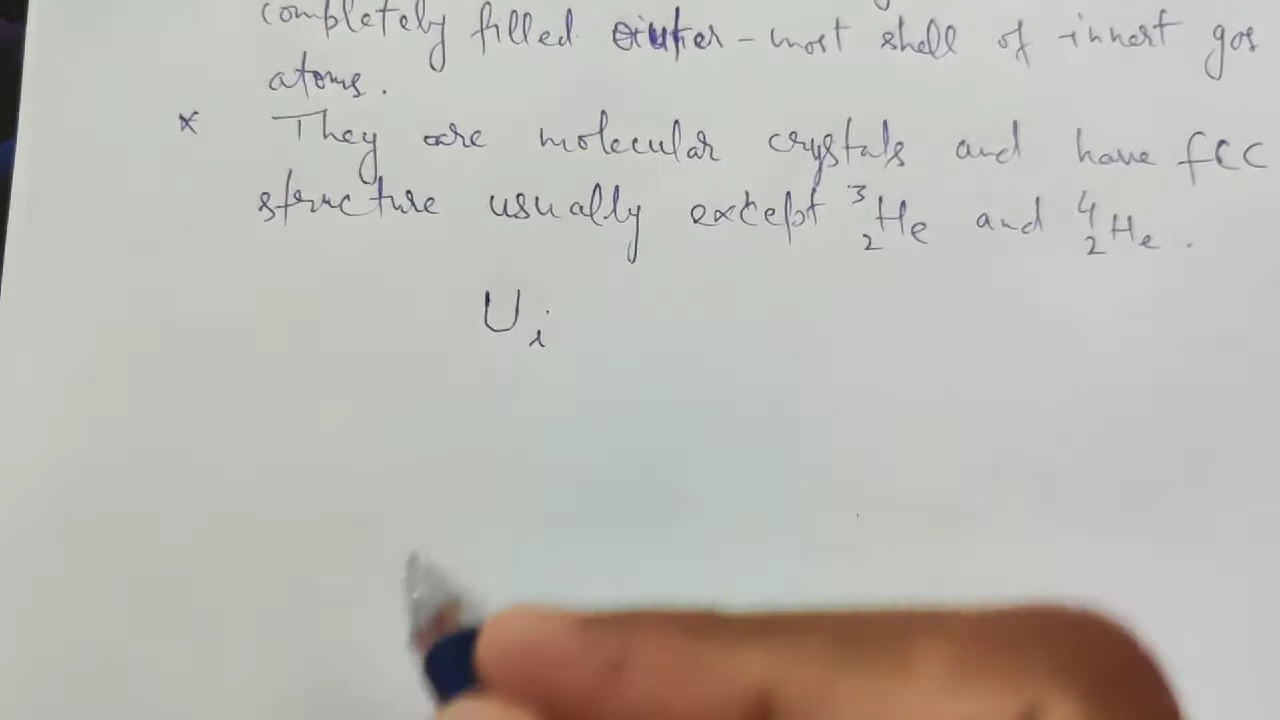 completely filled outer-most shell of innert gas
atoms.
* They are molecular crystals and have fcc
structure usually except ³₂He and ⁴₂He.
Uᵢ